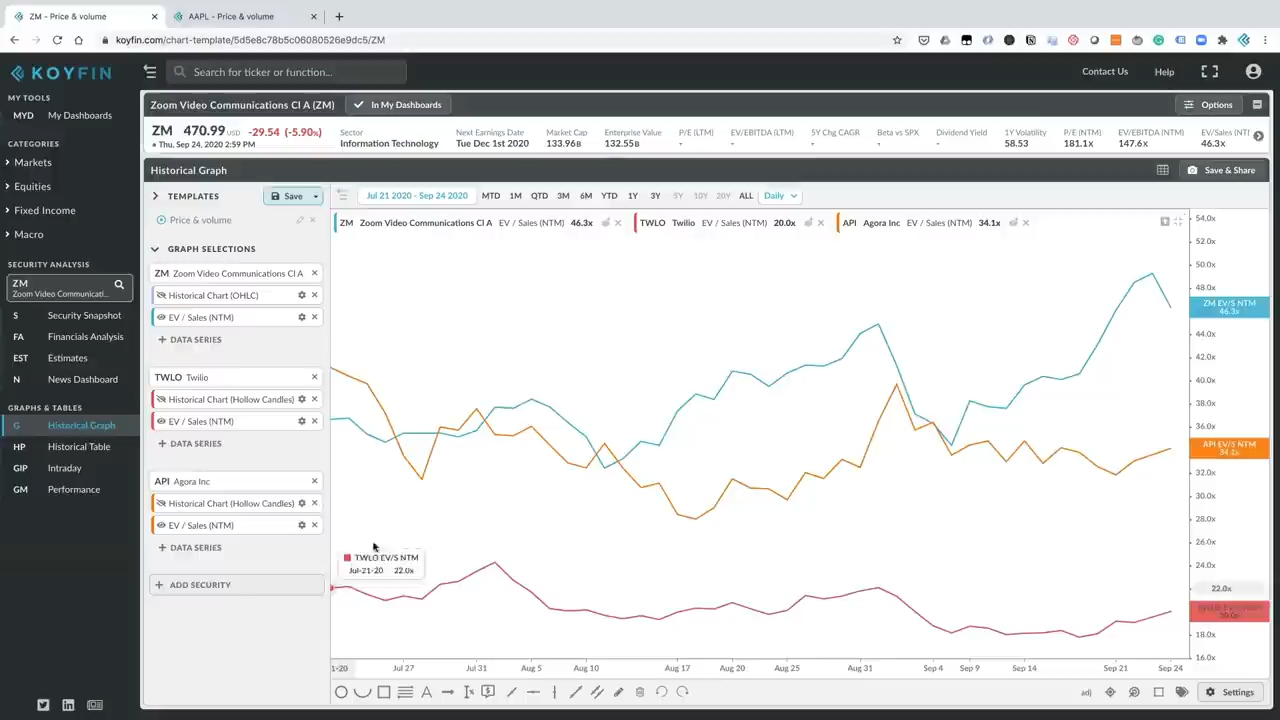 ZM - Price & volume
AAPL - Price & volume
koyfin.com/chart-template/5d5e8c78b5c06080526e9dc5/ZM
KOYFIN
Search for ticker or function...
Contact Us
Help
MY TOOLS
MYD My Dashboards
CATEGORIES
Markets
Equities
Fixed Income
Macro
SECURITY ANALYSIS
ZM
Zoom Video Communicati...
S Security Snapshot
FA Financials Analysis
EST Estimates
N News Dashboard
GRAPHS & TABLES
G Historical Graph
HP Historical Table
GIP Intraday
GM Performance
Zoom Video Communications Cl A (ZM)
In My Dashboards
Options
ZM 470.99 USD -29.54 (-5.90%)
Thu, Sep 24, 2020 2:59 PM
Sector
Information Technology
Next Earnings Date
Tue Dec 1st 2020
Market Cap
133.96B
Enterprise Value
132.55B
P/E (LTM)
-
EV/EBITDA (LTM)
-
5Y Chg CAGR
-
Beta vs SPX
-
Dividend Yield
-
1Y Volatility
58.53
P/E (NTM)
181.1x
EV/EBITDA (NTM)
147.6x
EV/Sales (NTI
46.3x
Historical Graph
Save & Share
TEMPLATES
Save
Price & volume
GRAPH SELECTIONS
ZM Zoom Video Communications Cl A
Historical Chart (OHLC)
EV / Sales (NTM)
+ DATA SERIES
TWLO Twilio
Historical Chart (Hollow Candles)
EV / Sales (NTM)
+ DATA SERIES
API Agora Inc
Historical Chart (Hollow Candles)
EV / Sales (NTM)
+ DATA SERIES
+ ADD SECURITY
Jul 21 2020 - Sep 24 2020
MTD 1M QTD 3M 6M YTD 1Y 3Y 5Y 10Y 20Y ALL Daily
ZM Zoom Video Communications Cl A EV / Sales (NTM) 46.3x
TWLO Twilio EV / Sales (NTM) 20.0x
API Agora Inc EV / Sales (NTM) 34.1x
54.0x
52.0x
50.0x
48.0x
ZM EV/S NTM
46.3x
44.0x
42.0x
40.0x
38.0x
36.0x
API EV/S NTM
34.1x
32.0x
30.0x
28.0x
26.0x
24.0x
22.0x
20.0x
18.0x
16.0x
TWLO EV/S NTM
Jul-21-20 22.0x
1-20 Jul 27 Jul 31 Aug 5 Aug 10 Aug 17 Aug 20 Aug 25 Aug 31 Sep 4 Sep 9 Sep 14 Sep 21 Sep 24
adj
Settings